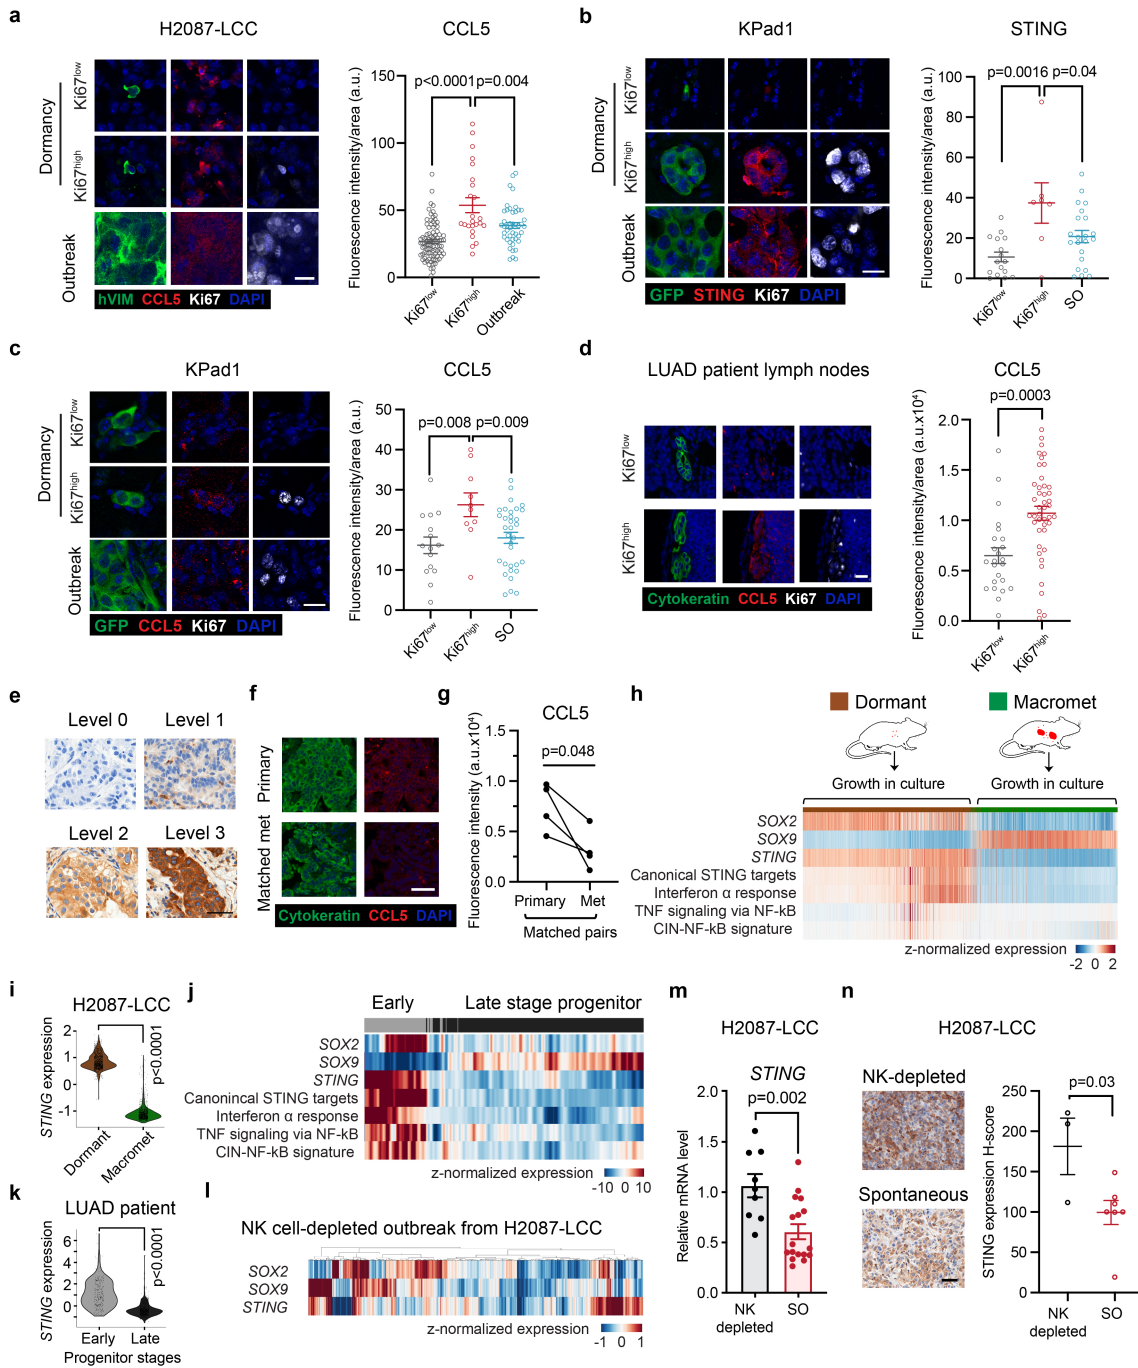 a
H2087-LCC
CCL5
Dormancy
Ki67low
Ki67high
Outbreak
hVIM CCL5 Ki67 DAPI
Fluorescence intensity/area (a.u.)
150
100
50
0
p<0.0001 p=0.004
Ki67low
Ki67high
Outbreak
b
KPad1
STING
Dormancy
Ki67low
Ki67high
Outbreak
GFP STING Ki67 DAPI
Fluorescence intensity/area (a.u.)
100
80
60
40
20
0
p=0.0016 p=0.04
Ki67low
Ki67high
SO
c
KPad1
CCL5
Dormancy
Ki67low
Ki67high
Outbreak
GFP CCL5 Ki67 DAPI
Fluorescence intensity/area (a.u.)
50
40
30
20
10
0
p=0.008 p=0.009
Ki67low
Ki67high
SO
d
LUAD patient lymph nodes
CCL5
Ki67low
Ki67high
Cytokeratin CCL5 Ki67 DAPI
Fluorescence intensity/area (a.u.x10⁴)
2.0
1.5
1.0
0.5
0.0
p=0.0003
Ki67low
Ki67high
e
Level 0
Level 1
Level 2
Level 3
f
Primary
Matched met
Cytokeratin CCL5 DAPI
g
CCL5
Fluorescence intensity (a.u.x10⁴)
1.5
1.0
0.5
0.0
p=0.048
Primary Met
Matched pairs
h
Dormant
Macromet
Growth in culture
Growth in culture
SOX2
SOX9
STING
Canonical STING targets
Interferon α response
TNF signaling via NF-kB
CIN-NF-kB signature
z-normalized expression
-2 0 2
i
H2087-LCC
STING expression
2
1
0
-1
p<0.0001
Dormant
Macromet
j
Early
Late stage progenitor
SOX2
SOX9
STING
Canonincal STING targets
Interferon α response
TNF signaling via NF-kB
CIN-NF-kB signature
z-normalized expression
-10 0 10
k
LUAD patient
STING expression
6
4
2
0
p<0.0001
Early Late
Progenitor stages
l
NK cell-depleted outbreak from H2087-LCC
SOX2
SOX9
STING
z-normalized expression
-1 0 1
m
H2087-LCC
STING
p=0.002
Relative mRNA level
2.0
1.5
1.0
0.5
0.0
NK depleted
SO
n
H2087-LCC
NK-depleted
Spontaneous
STING expression H-score
250
200
150
100
50
0
p=0.03
NK depleted
SO